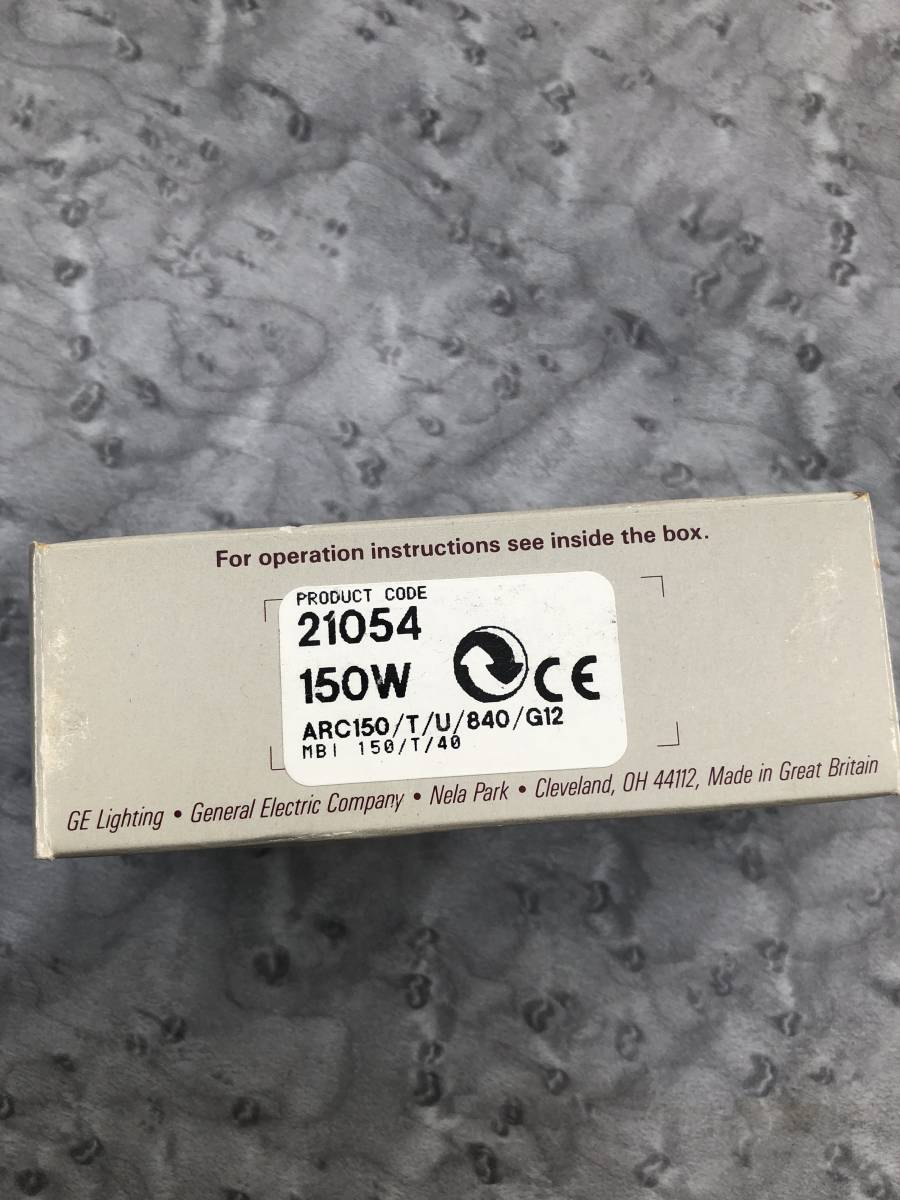 For operation instructions see inside the box.
PRODUCT CODE
21054
150W
CE
ARC150/T/U/840/G12
MBI 150/T/40
GE Lighting • General Electric Company • Nela Park • Cleveland, OH 44112, Made in Great Britain